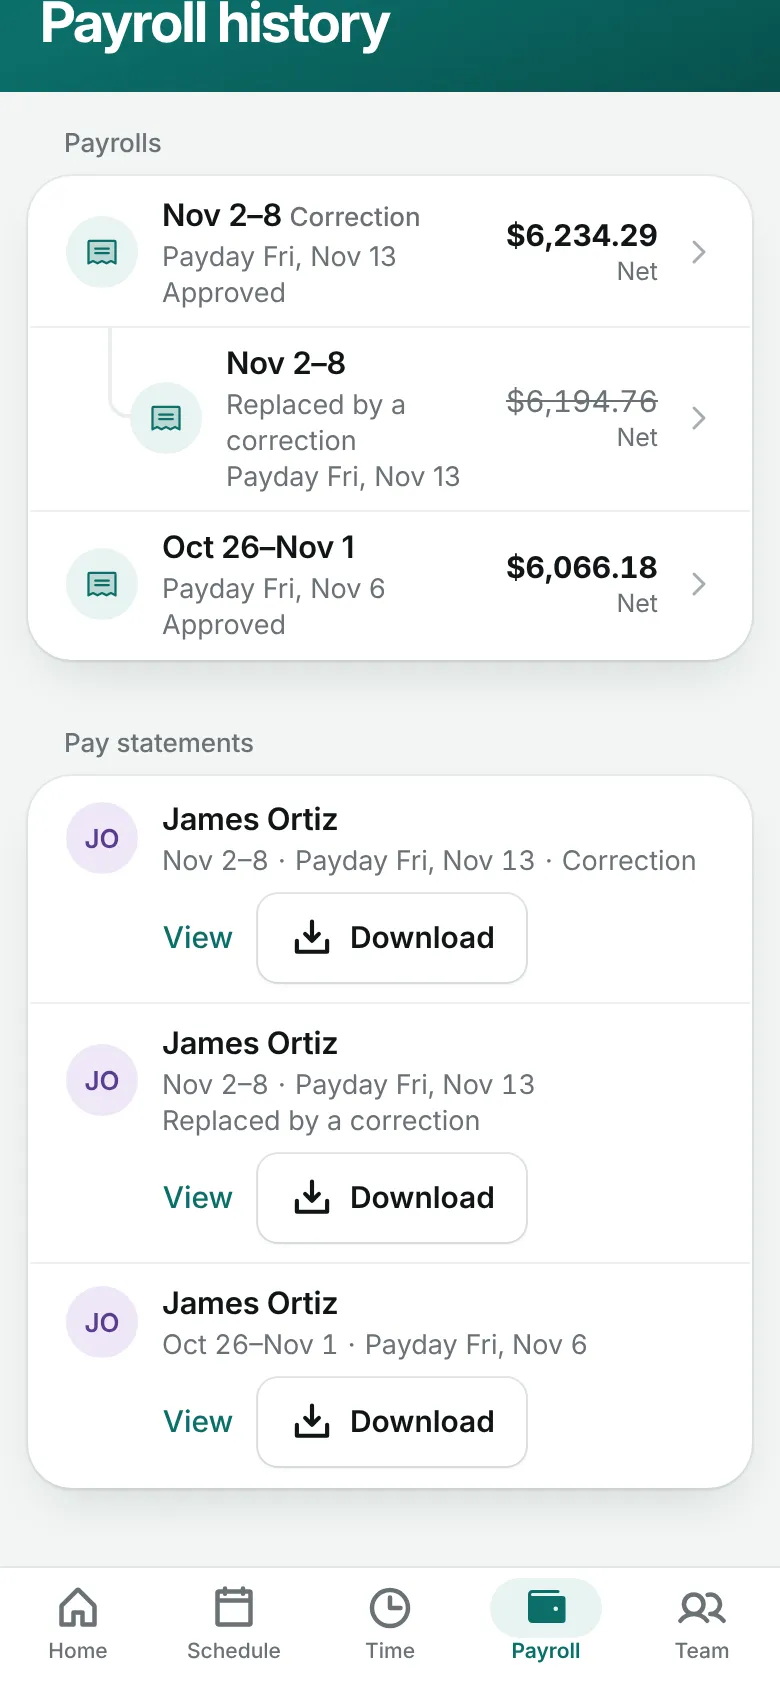 Payroll history
Payrolls
Nov 2–8 Correction
Payday Fri, Nov 13
Approved
$6,234.29
Net
Nov 2–8
Replaced by a
correction
Payday Fri, Nov 13
$6,194.76
Net
Oct 26–Nov 1
Payday Fri, Nov 6
Approved
$6,066.18
Net
Pay statements
JO
James Ortiz
Nov 2–8 · Payday Fri, Nov 13 · Correction
View
Download
JO
James Ortiz
Nov 2–8 · Payday Fri, Nov 13
Replaced by a correction
View
Download
JO
James Ortiz
Oct 26–Nov 1 · Payday Fri, Nov 6
View
Download
Home
Schedule
Time
Payroll
Team